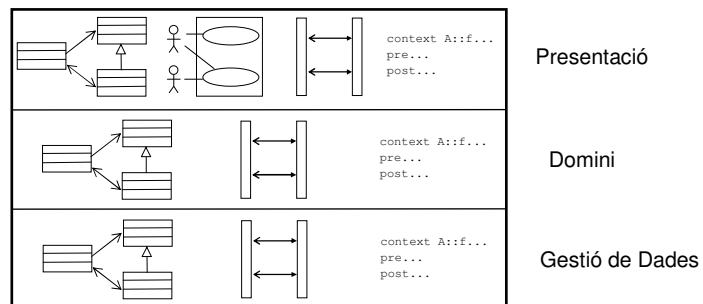 context A::f...
pre...
post...
Presentació
context A::f...
pre...
post...
Domini
context A::f...
pre...
post...
Gestió de Dades